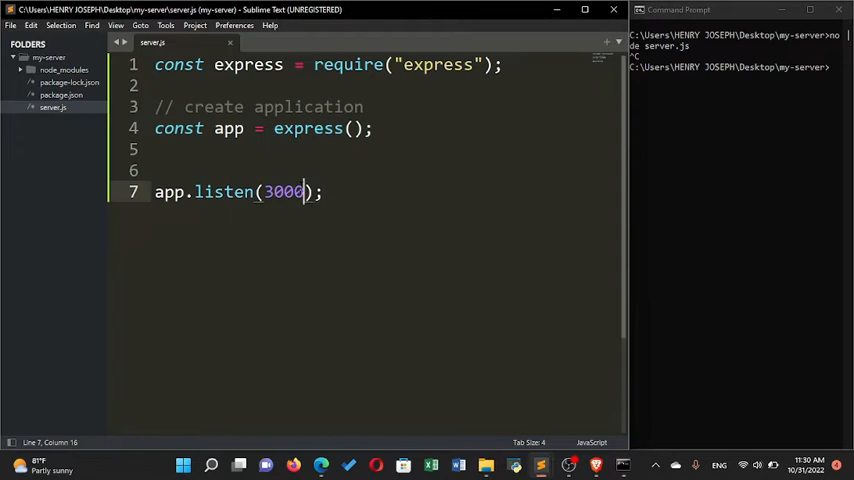 C:\Users\HENRY JOSEPH\Desktop\my-server\server.js (my-server) - Sublime Text (UNREGISTERED)
File Edit Selection Find View Goto Tools Project Preferences Help
FOLDERS
my-server
node_modules
package-lock.json
package.json
server.js
server.js
1 const express = require("express");
2
3 // create application
4 const app = express();
5
6
7 app.listen(3000);
Line 7, Column 16
Tab Size: 4
JavaScript
Command Prompt
C:\Users\HENRY JOSEPH\Desktop\my-server>no
de server.js
^C
C:\Users\HENRY JOSEPH\Desktop\my-server>
81°F
Partly sunny
ENG
11:30 AM
10/31/2022
4